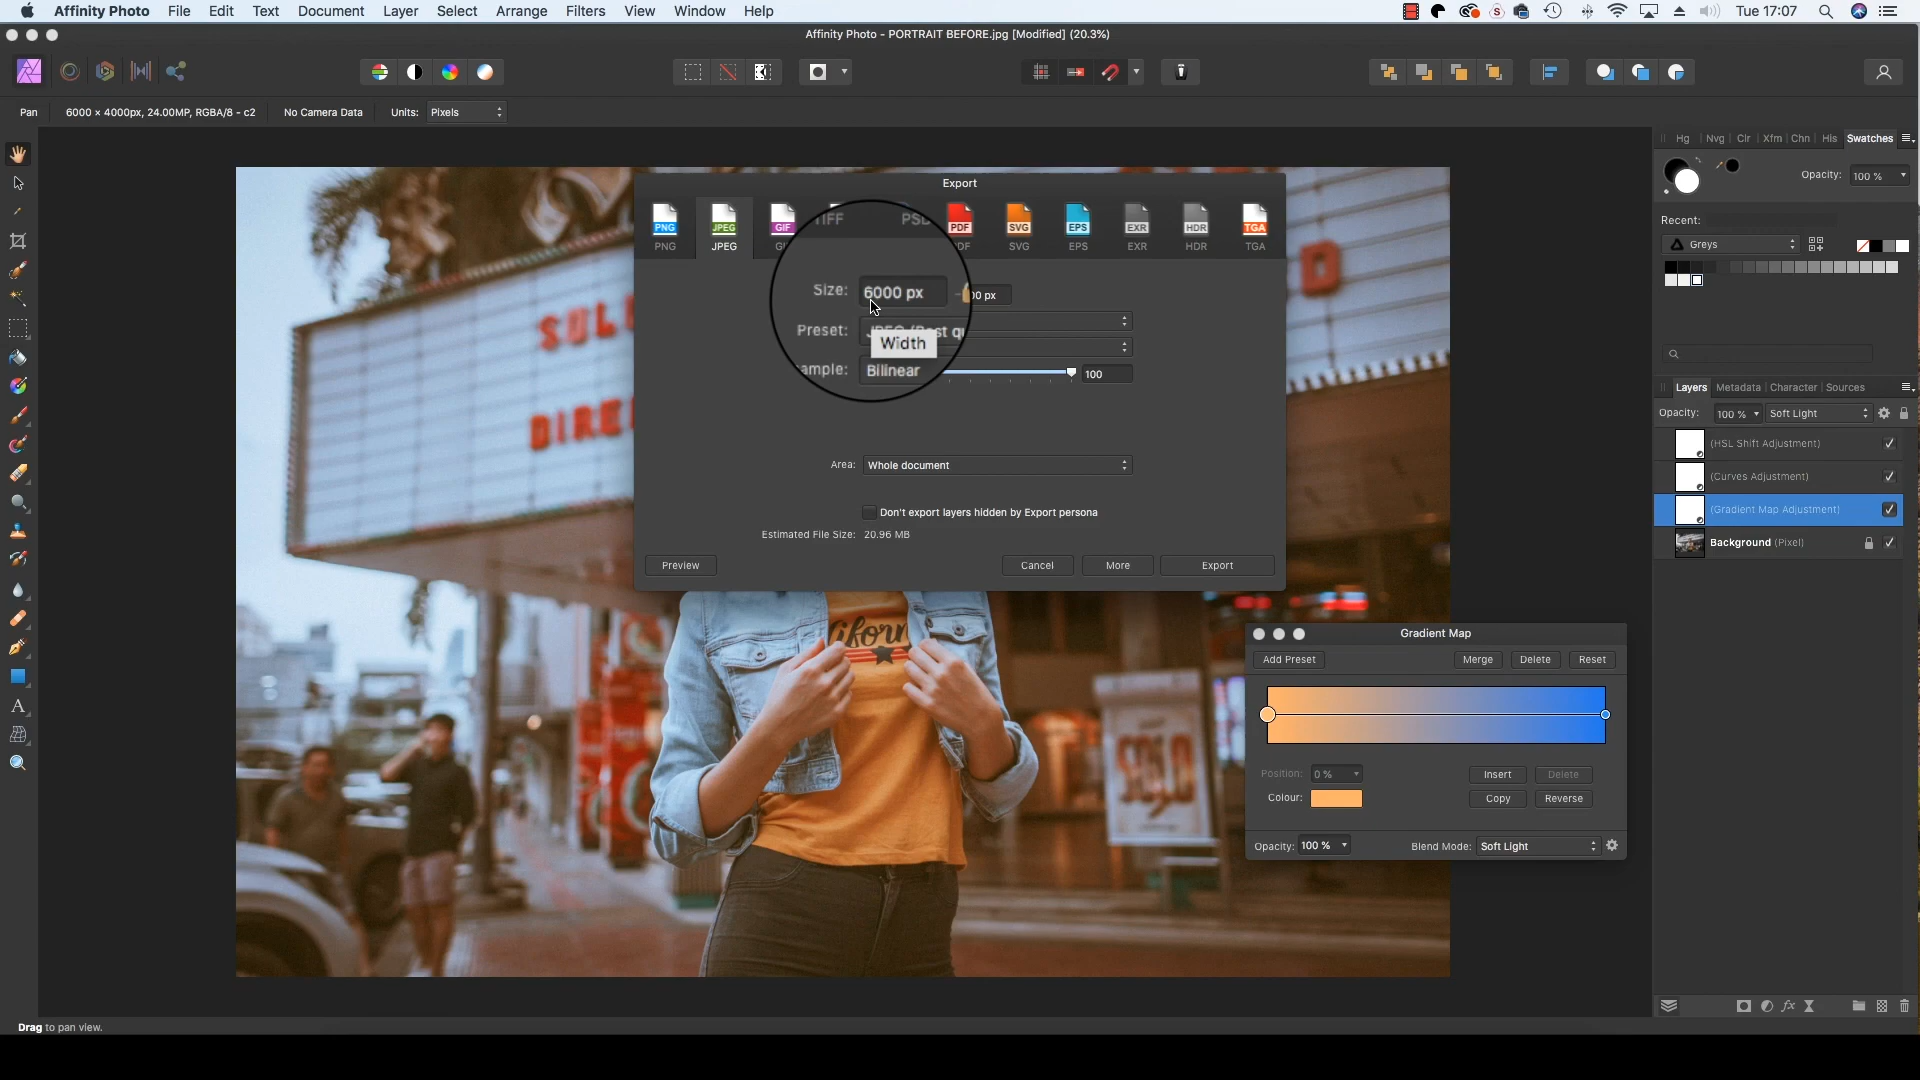 Affinity Photo File Edit Text Document Layer Select Arrange Filters View Window Help
Tue 17:07
Affinity Photo - PORTRAIT BEFORE.jpg [Modified] (20.3%)
Pan 6000 × 4000px, 24.00MP, RGBA/8 - c2 No Camera Data Units: Pixels
Hg Nvg Clr Xfm Chn His Swatches
Opacity: 100 %
Recent:
Greys
Export
PNG JPEG GIF TIFF PSD PDF SVG EPS EXR HDR TGA
PNG JPEG SVG EPS EXR HDR TGA
Size: 6000 px 00 px
Preset: JPEG (Best qu
Width
ample: Bilinear 100
Area: Whole document
Don't export layers hidden by Export persona
Estimated File Size: 20.96 MB
Preview Cancel More Export
Layers Metadata Character Sources
Opacity: 100 % Soft Light
(HSL Shift Adjustment)
(Curves Adjustment)
(Gradient Map Adjustment)
Background (Pixel)
Gradient Map
Add Preset Merge Delete Reset
Position: 0 % Insert Delete
Colour: Copy Reverse
Opacity: 100 % Blend Mode: Soft Light
D
DIRE
liforn
Drag to pan view.